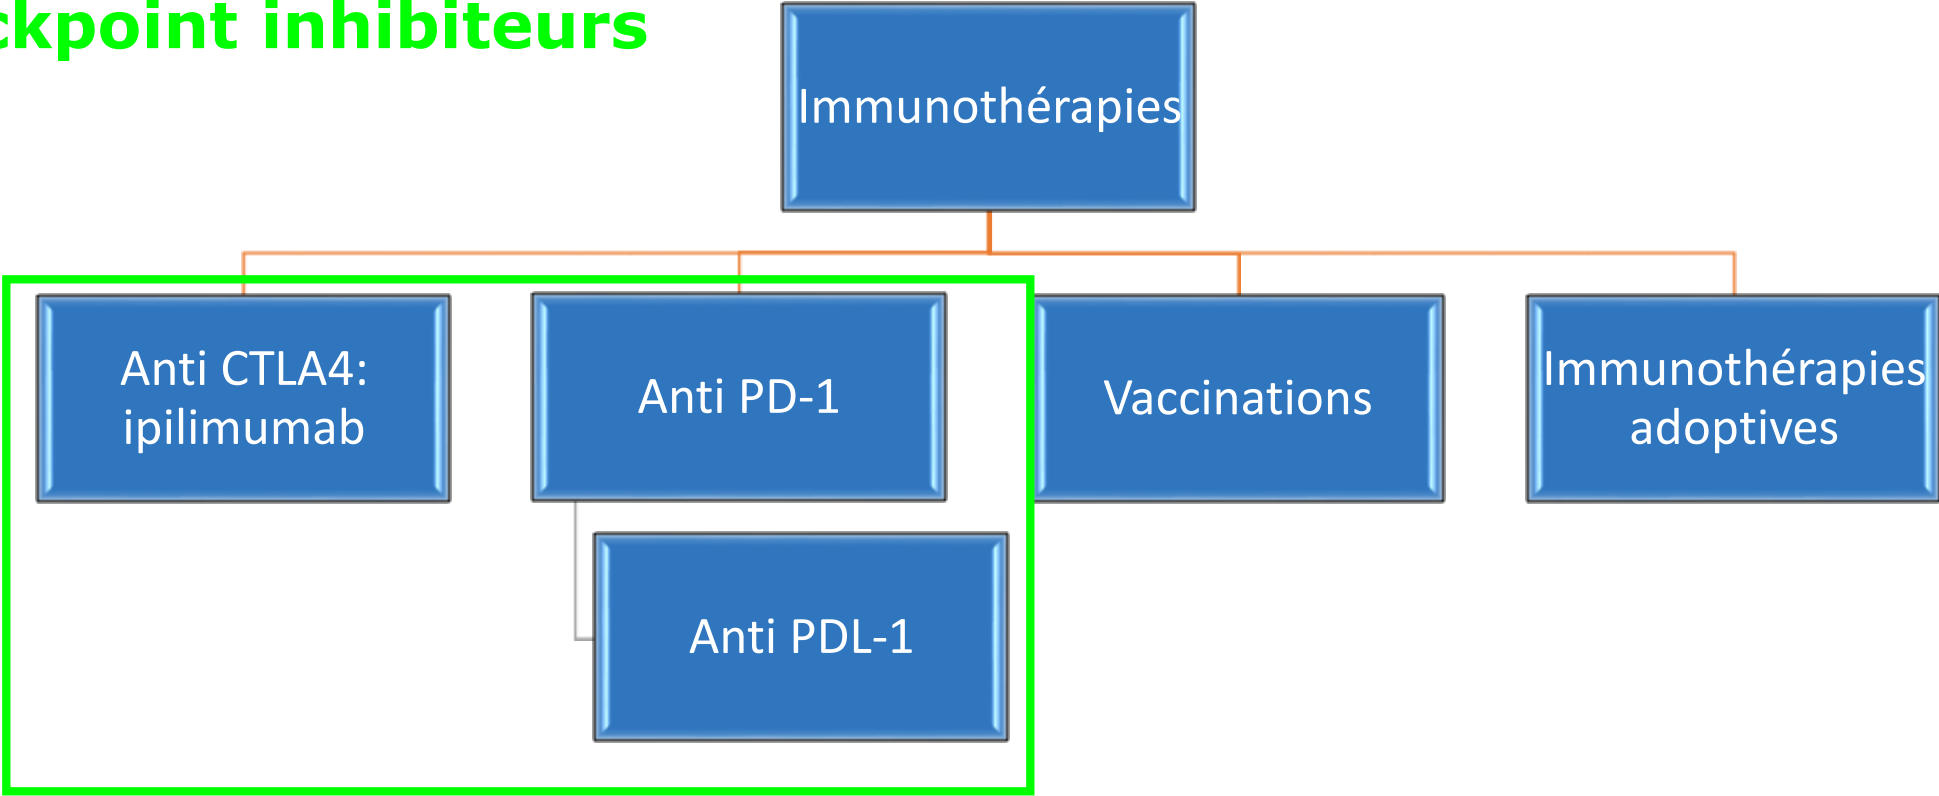 ckpoint inhibiteurs
Immunothérapies
Anti CTLA4:
ipilimumab
Anti PD-1
Vaccinations
Immunothérapies
adoptives
Anti PDL-1